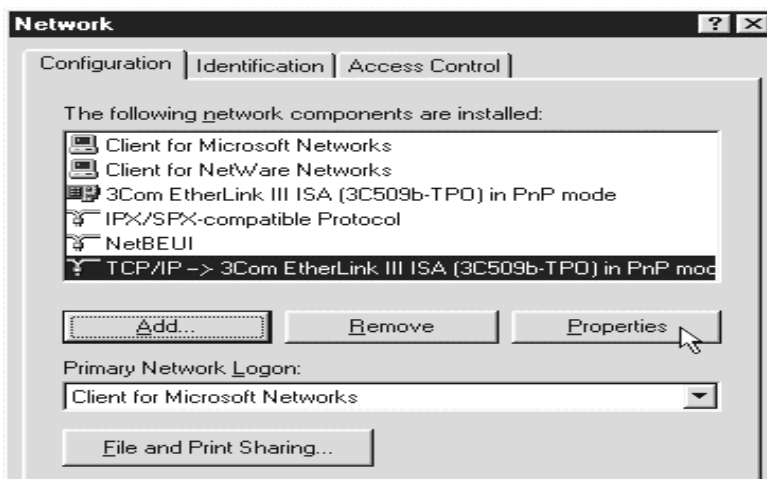 Network
Configuration Identification Access Control
The following network components are installed:
Client for Microsoft Networks
Client for NetWare Networks
3Com EtherLink III ISA (3C509b-TPO) in PnP mode
IPX/SPX-compatible Protocol
NetBEUI
TCP/IP -> 3Com EtherLink III ISA (3C509b-TPO) in PnP moc
Add... Remove Properties
Primary Network Logon:
Client for Microsoft Networks
File and Print Sharing...